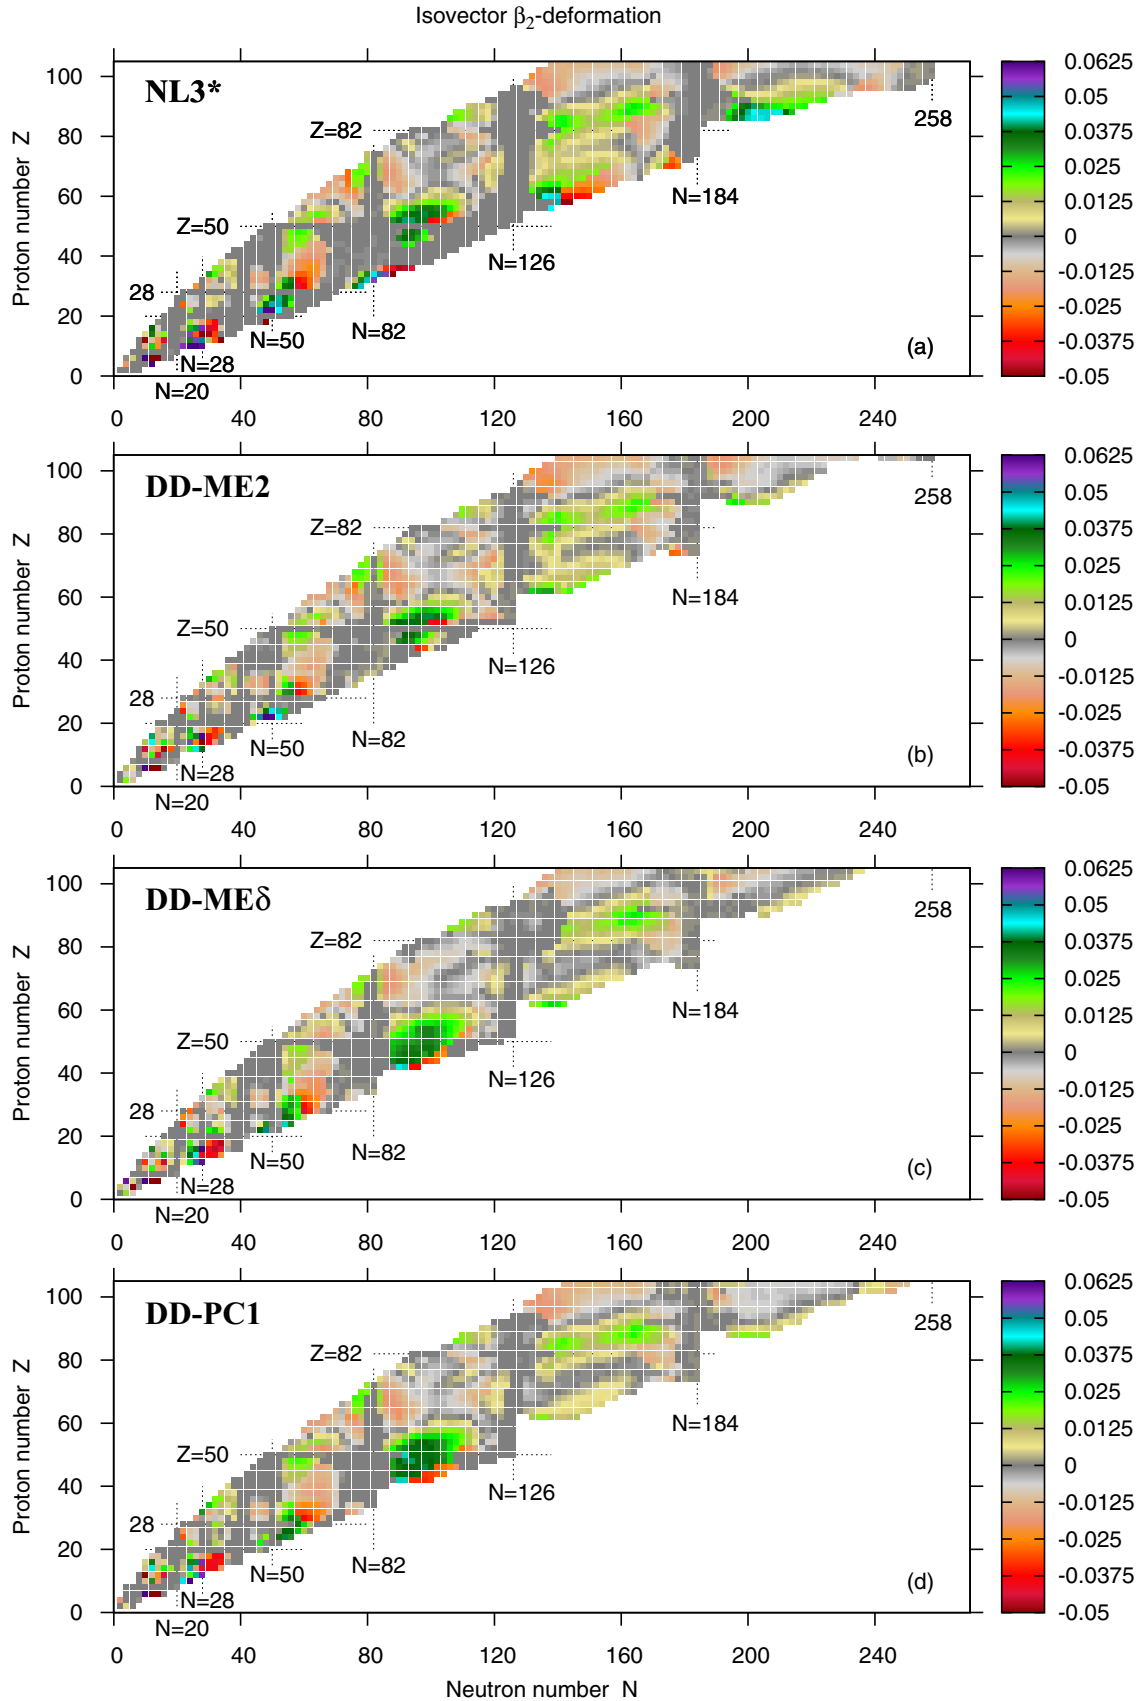 Isovector β₂-deformation
NL3*
Proton number Z
100
80
60
40
20
0
Z=82
Z=50
28
N=20
N=28
N=50
N=82
N=126
N=184
258
(a)
0 40 80 120 160 200 240
0.0625
0.05
0.0375
0.025
0.0125
0
-0.0125
-0.025
-0.0375
-0.05
DD-ME2
Proton number Z
100
80
60
40
20
0
Z=82
Z=50
28
N=20
N=28
N=50
N=82
N=126
N=184
258
(b)
0 40 80 120 160 200 240
0.0625
0.05
0.0375
0.025
0.0125
0
-0.0125
-0.025
-0.0375
-0.05
DD-MEδ
Proton number Z
100
80
60
40
20
0
Z=82
Z=50
28
N=20
N=28
N=50
N=82
N=126
N=184
258
(c)
0 40 80 120 160 200 240
0.0625
0.05
0.0375
0.025
0.0125
0
-0.0125
-0.025
-0.0375
-0.05
DD-PC1
Proton number Z
100
80
60
40
20
0
Z=82
Z=50
28
N=20
N=28
N=50
N=82
N=126
N=184
258
(d)
0 40 80 120 160 200 240
Neutron number N
0.0625
0.05
0.0375
0.025
0.0125
0
-0.0125
-0.025
-0.0375
-0.05